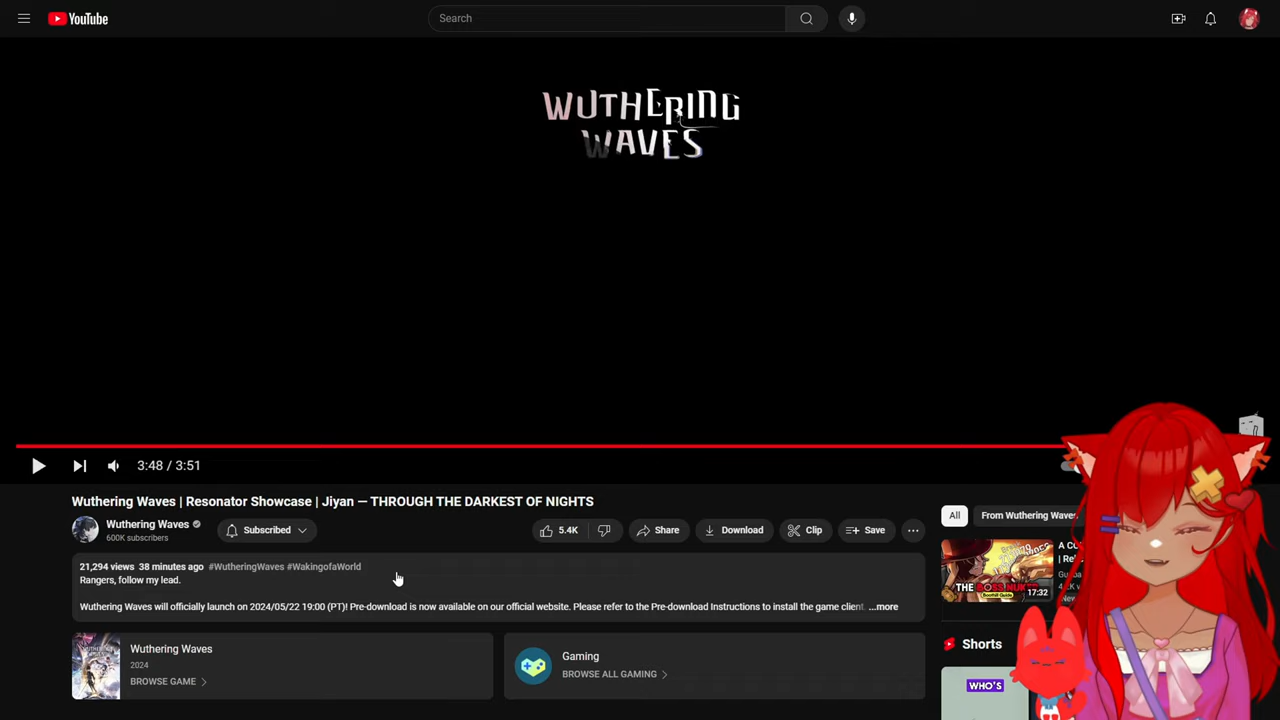 YouTube
Search
WUTHERING
WAVES
3:48 / 3:51
Wuthering Waves | Resonator Showcase | Jiyan — THROUGH THE DARKEST OF NIGHTS
Wuthering Waves
600K subscribers
Subscribed
5.4K
Share
Download
Clip
Save
21,294 views 38 minutes ago #WutheringWaves #WakingofaWorld
Rangers, follow my lead.
Wuthering Waves will officially launch on 2024/05/22 19:00 (PT)! Pre-download is now available on our official website. Please refer to the Pre-download Instructions to install the game client. ...more
Wuthering Waves
2024
BROWSE GAME
Gaming
BROWSE ALL GAMING
All
From Wuthering Waves
THE BOSS
17:32
Shorts
WHO'S